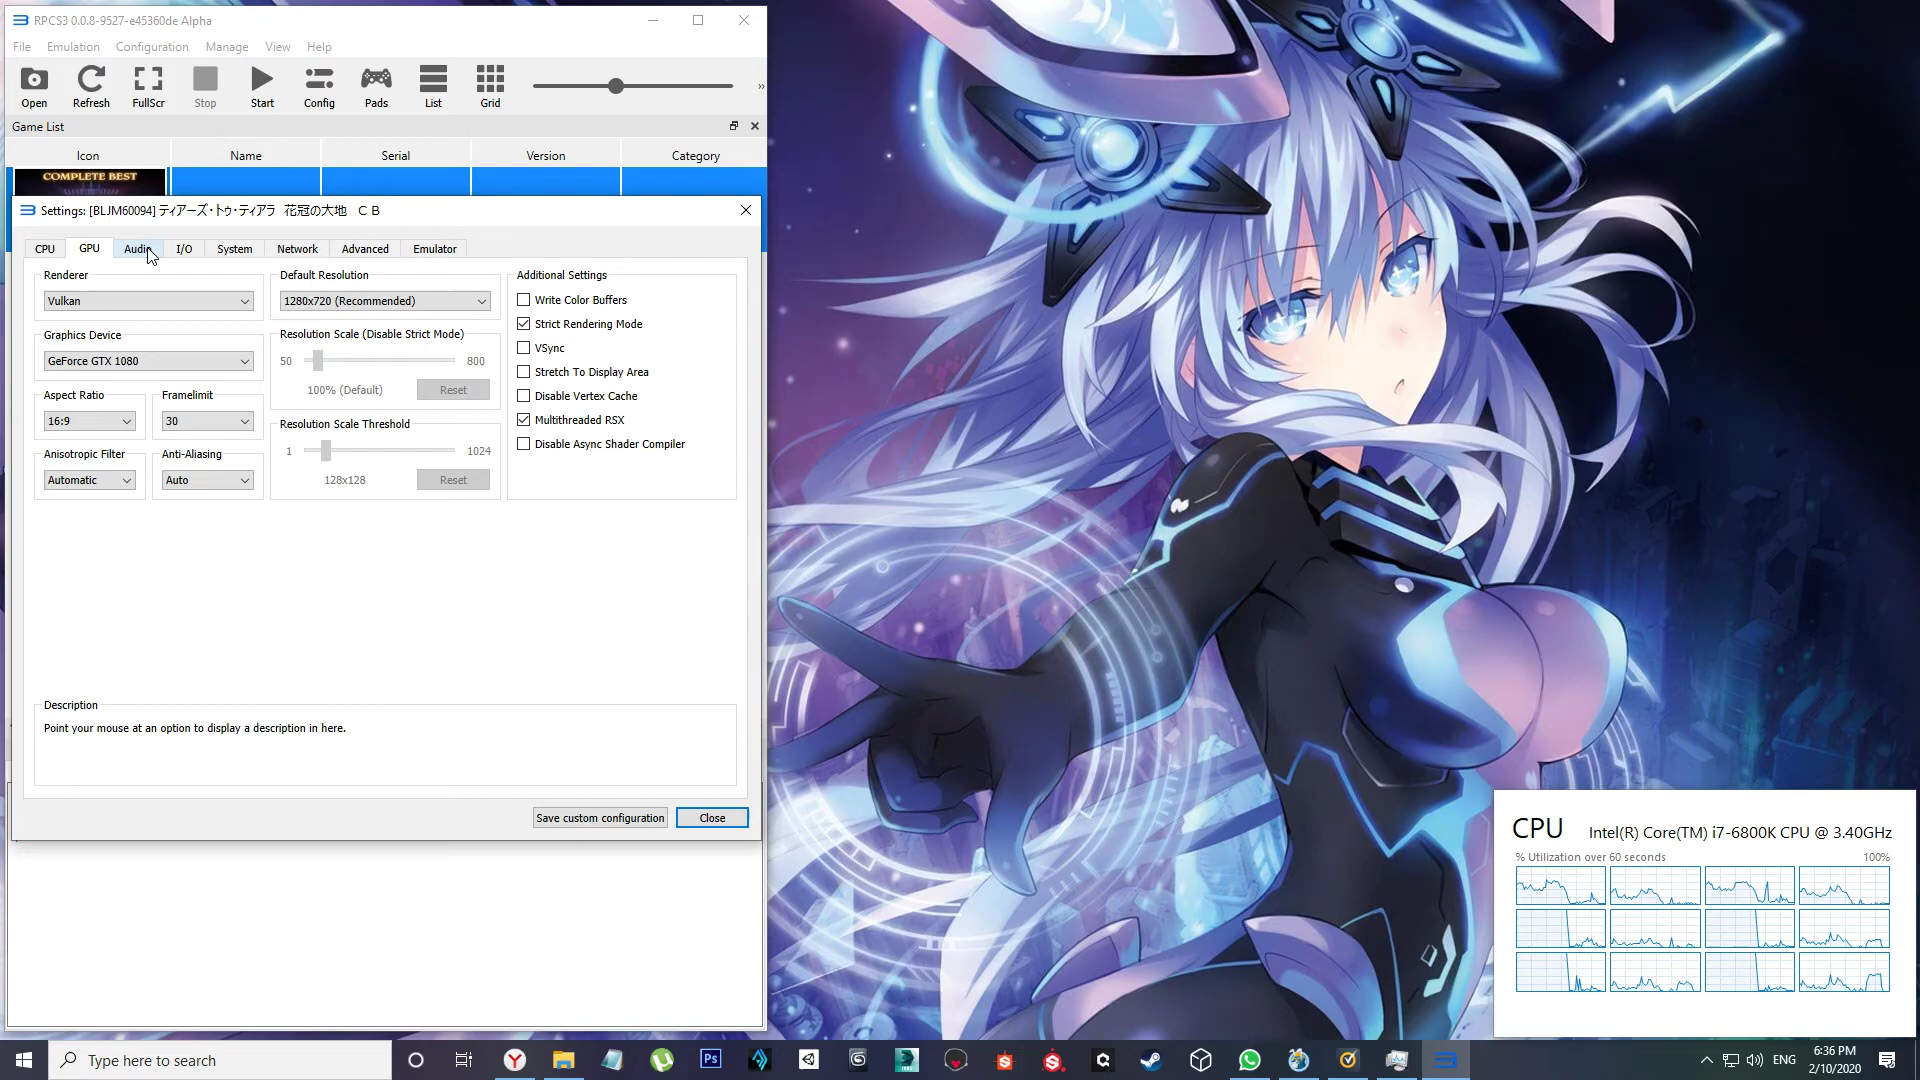 RPCS3 0.0.8-9527-e45360de Alpha
File Emulation Configuration Manage View Help
Open Refresh FullScr Stop Start Config Pads List Grid »
Game List
Icon Name Serial Version Category
COMPLETE BEST
Settings: [BLJM60094] ティアーズ・トゥ・ティアラ 花冠の大地 ＣＢ
CPU GPU Audio I/O System Network Advanced Emulator
Renderer
Vulkan
Graphics Device
GeForce GTX 1080
Aspect Ratio
16:9
Framelimit
30
Anisotropic Filter
Automatic
Anti-Aliasing
Auto
Default Resolution
1280x720 (Recommended)
Resolution Scale (Disable Strict Mode)
50 800
100% (Default) Reset
Resolution Scale Threshold
1 1024
128x128 Reset
Additional Settings
Write Color Buffers
Strict Rendering Mode
VSync
Stretch To Display Area
Disable Vertex Cache
Multithreaded RSX
Disable Async Shader Compiler
Description
Point your mouse at an option to display a description in here.
Save custom configuration Close
CPU Intel(R) Core(TM) i7-6800K CPU @ 3.40GHz
% Utilization over 60 seconds 100%
Type here to search
Ps
ENG
6:36 PM
2/10/2020